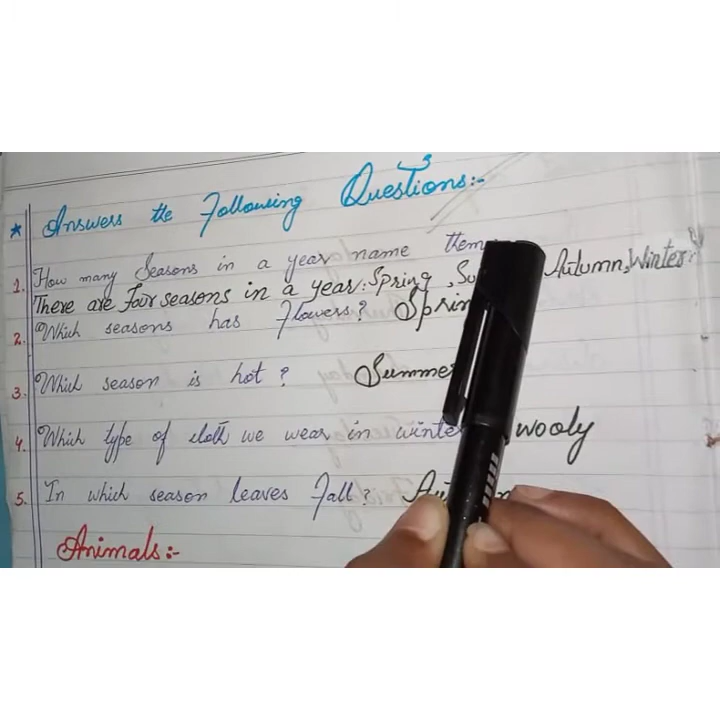 * Answers the Following Questions:-
1. How many Seasons in a year name them
There are four seasons in a year. Spring, Autumn, Winter.
2. Which seasons has Flowers?
3. Which season is hot? Summer
4. Which type of cloth we wear in winter wooly
5. In which season leaves Fall?
Animals:-